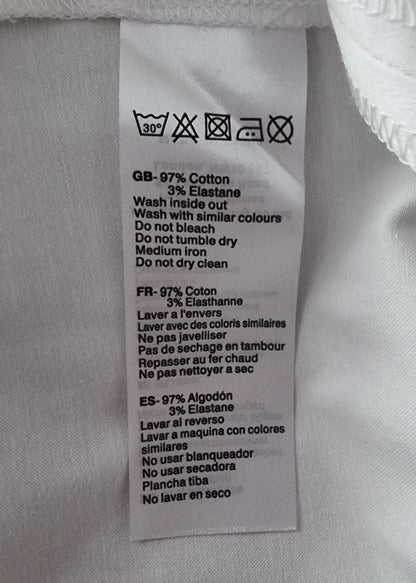 30°
GB- 97% Cotton
3% Elastane
Wash inside out
Wash with similar colours
Do not bleach
Do not tumble dry
Medium iron
Do not dry clean
FR- 97% Coton
3% Elasthanne
Laver a l'envers
Laver avec des coloris similaires
Ne pas javelliser
Pas de sechage en tambour
Repasser au fer chaud
Ne pas nettoyer a sec
ES- 97% Algodón
3% Elastane
Lavar al reverso
Lavar a maquina con colores
similares
No usar blanqueador
No usar secadora
Plancha tiba
No lavar en seco